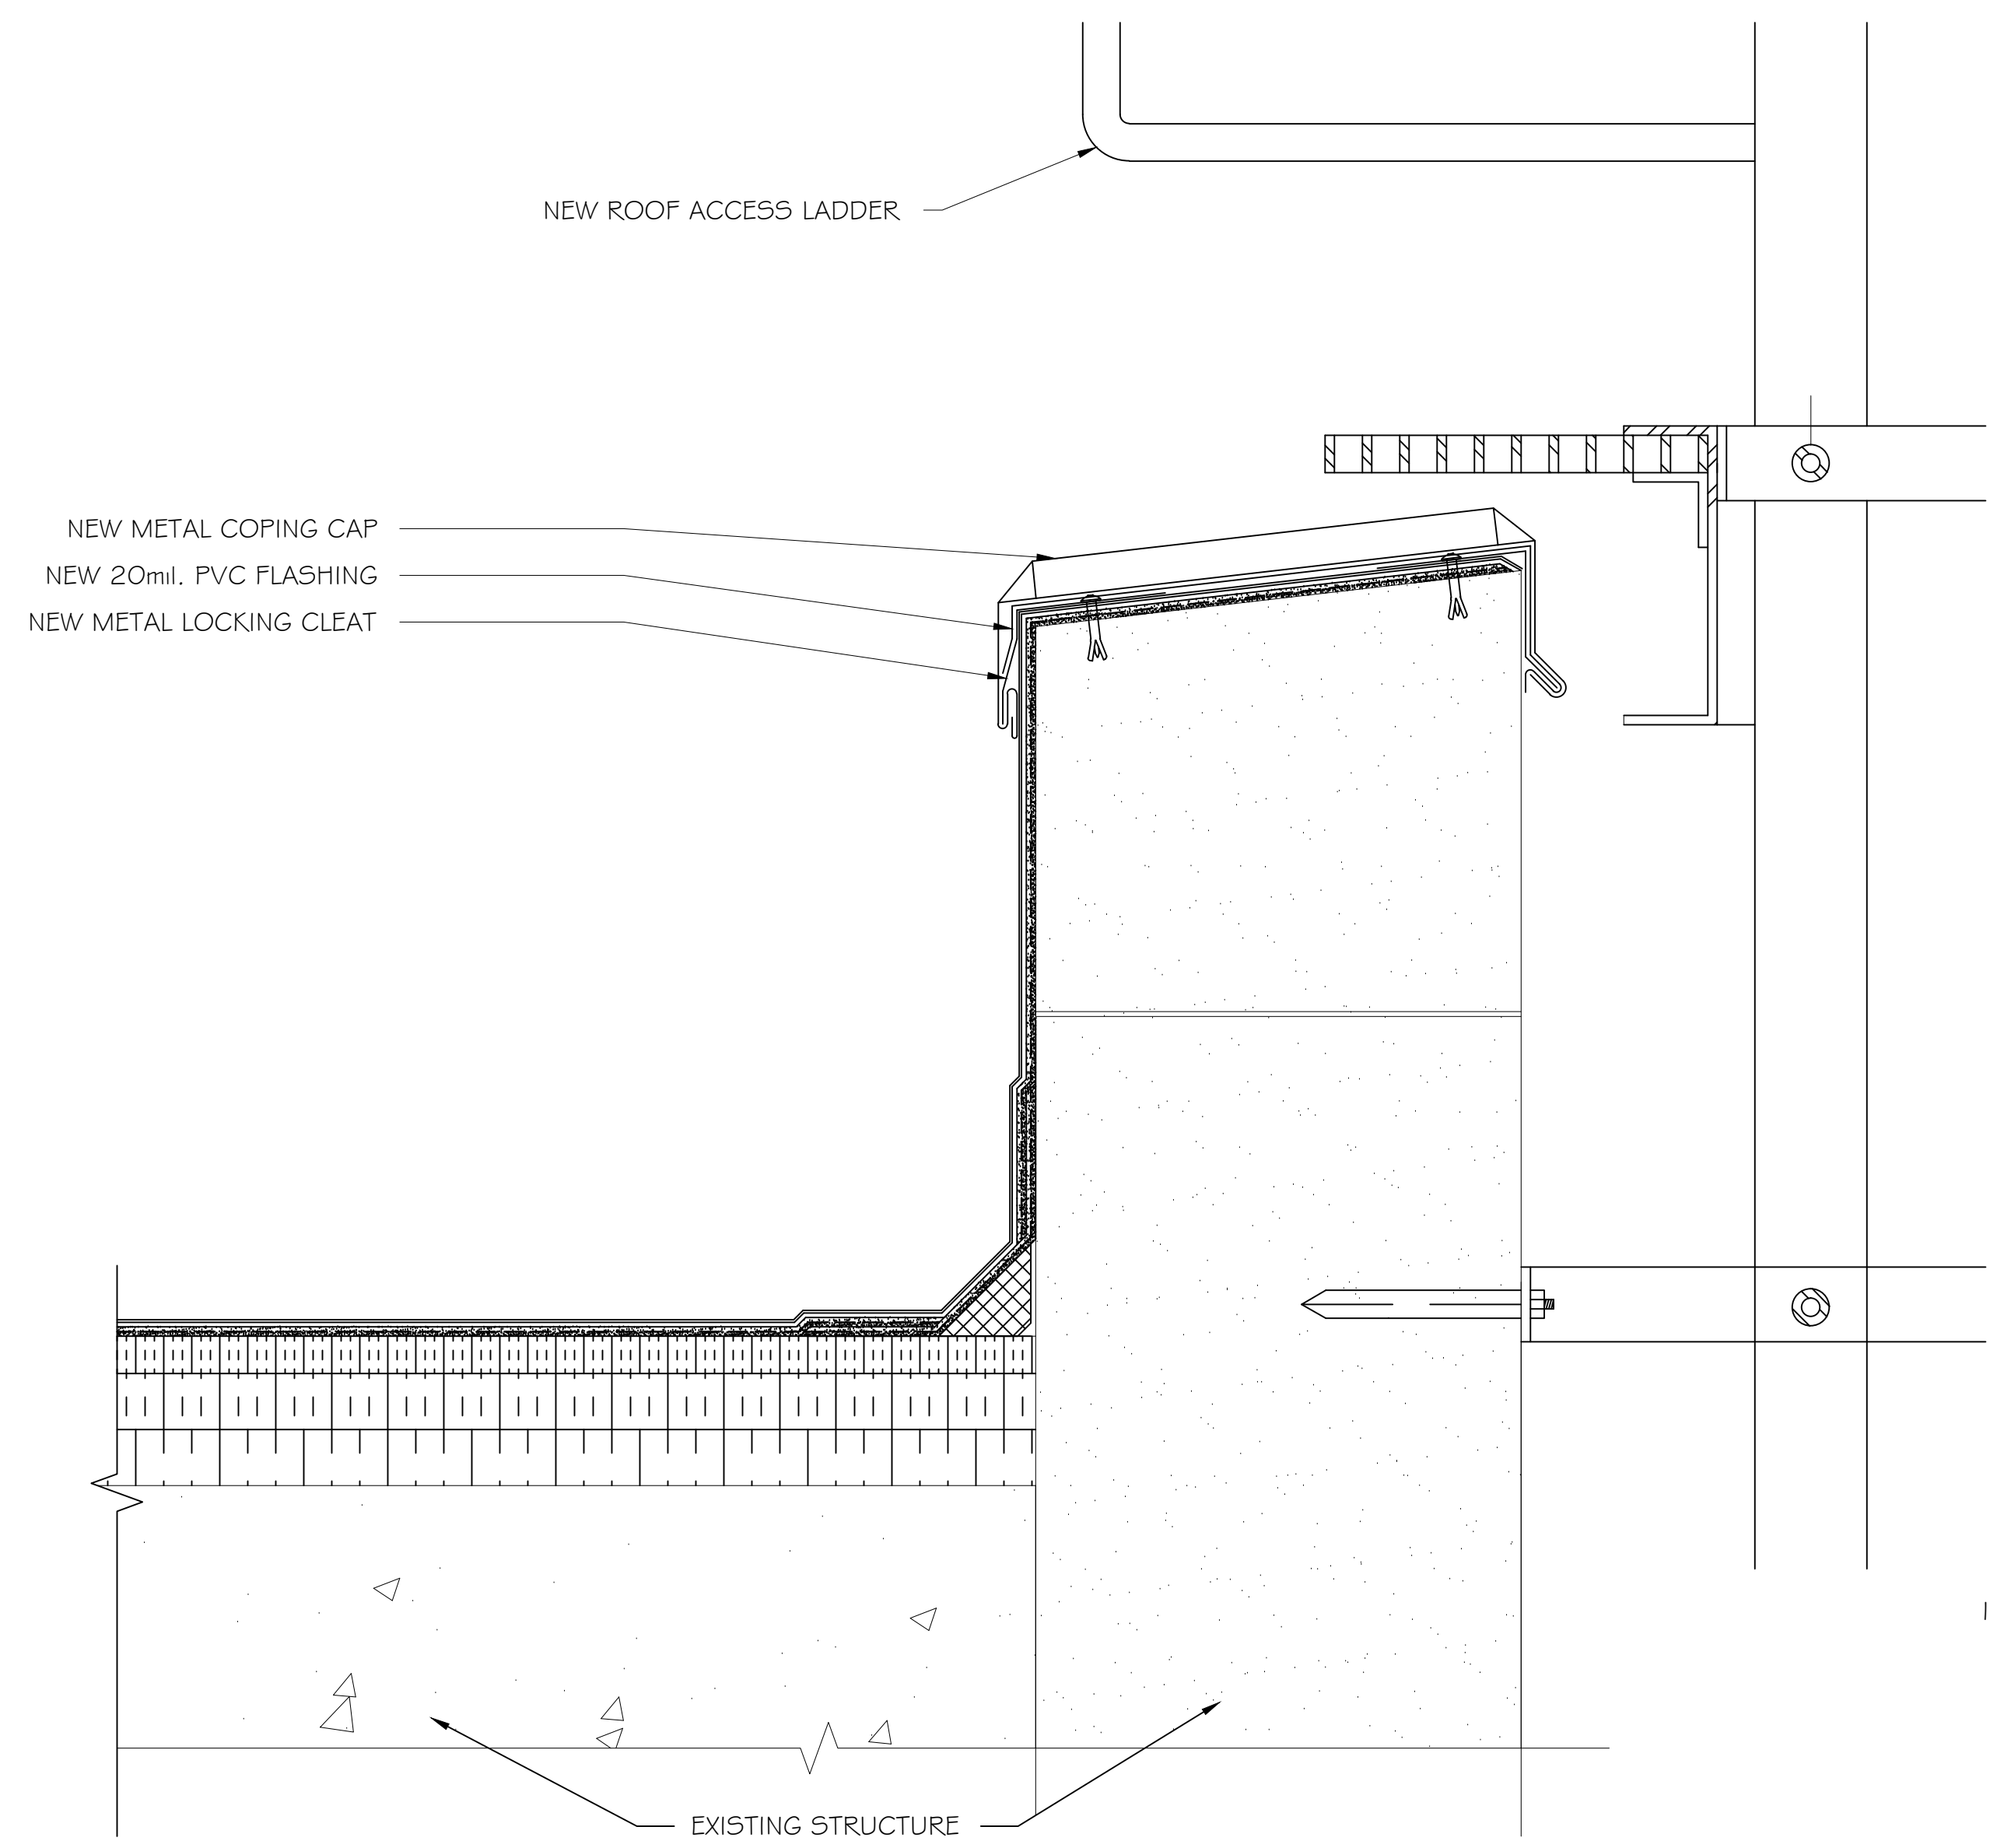 NEW ROOF ACCESS LADDER
NEW METAL COPING CAP
NEW 20mil. PVC FLASHING
NEW METAL LOCKING CLEAT
EXISTING STRUCTURE